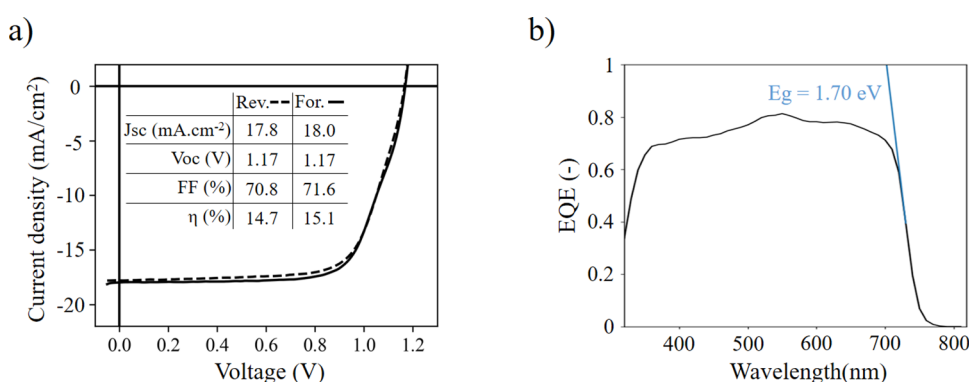 a)
Current density (mA/cm²)
0
-5
-10
-15
-20
Rev. For.
Jsc (mA.cm⁻²) 17.8 18.0
Voc (V) 1.17 1.17
FF (%) 70.8 71.6
η (%) 14.7 15.1
0.0 0.2 0.4 0.6 0.8 1.0 1.2
Voltage (V)
b)
EQE (-)
1
0.8
0.6
0.4
0.2
0
Eg = 1.70 eV
400 500 600 700 800
Wavelength(nm)